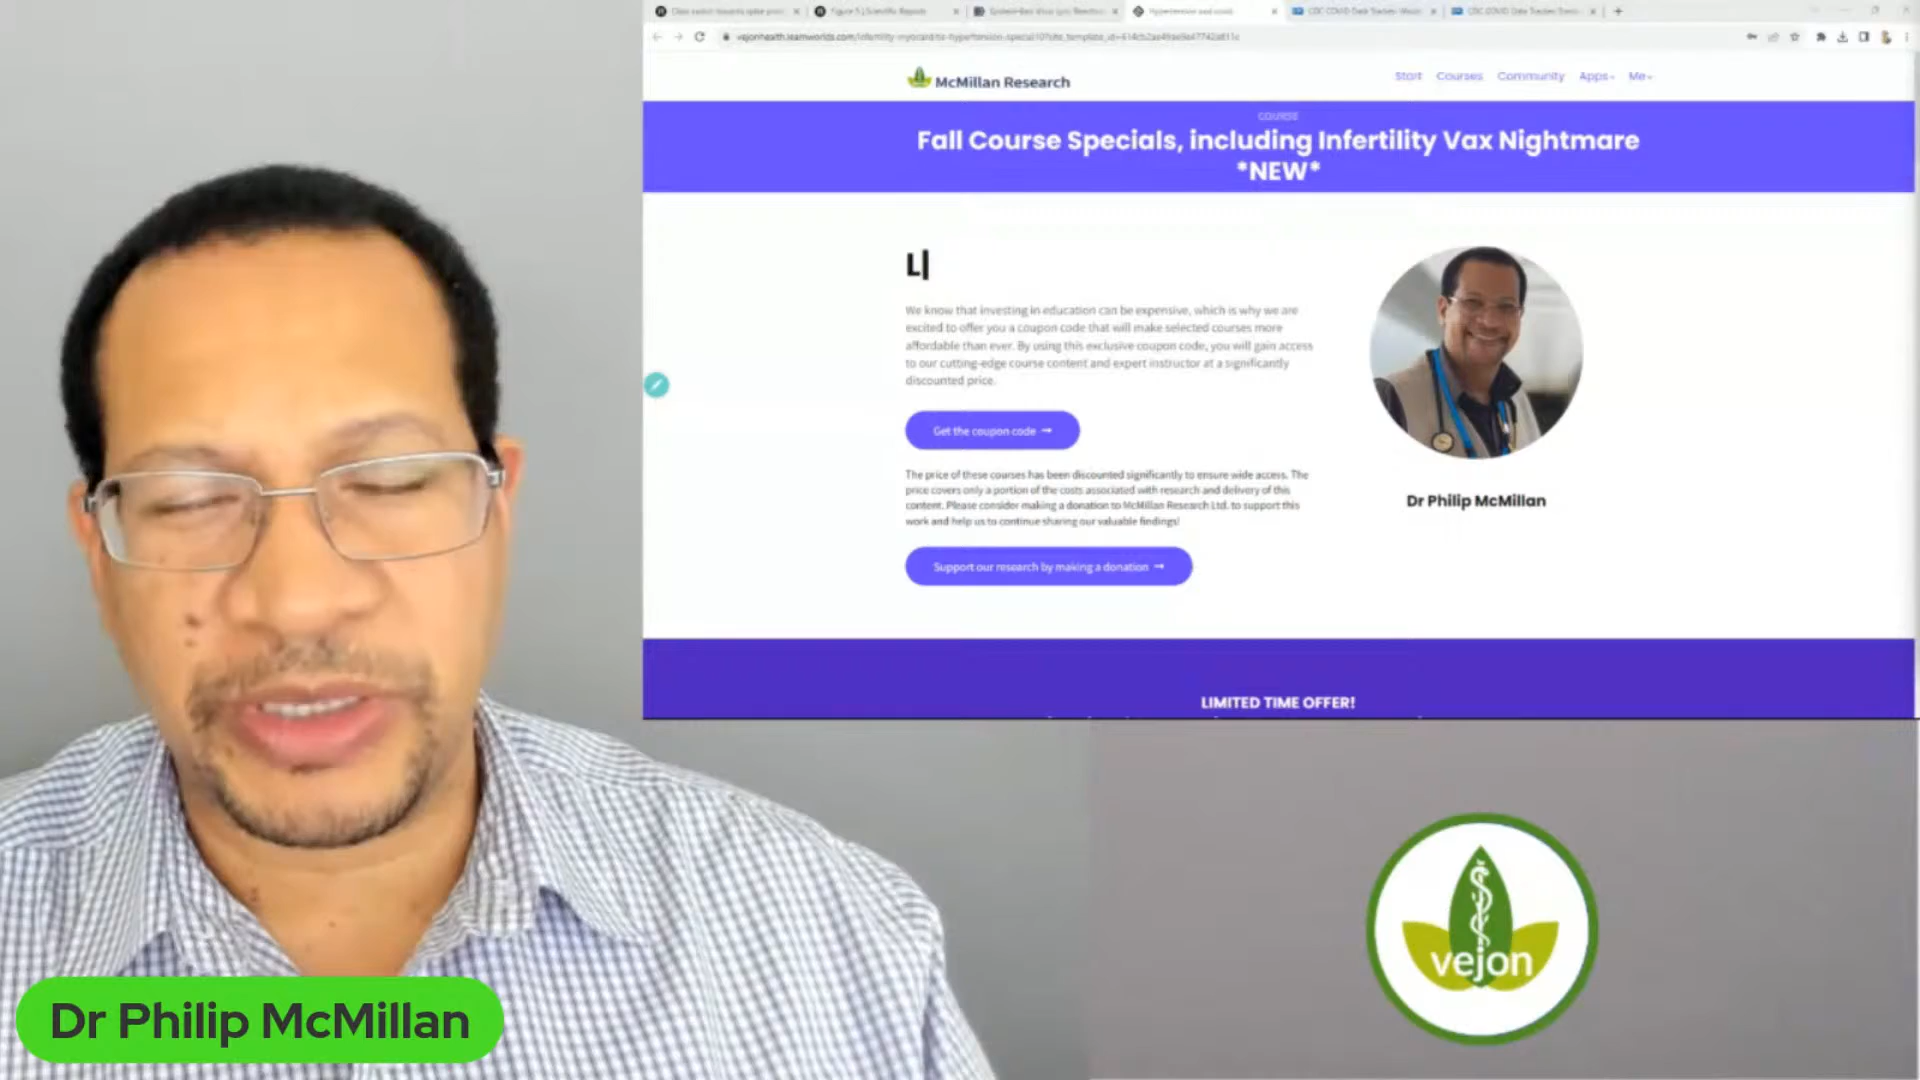 Figure 5 | Scientific Reports
Hypertension and covid
McMillan Research
Start Courses Community Apps Me
COURSE
Fall Course Specials, including Infertility Vax Nightmare
*NEW*
L
We know that investing in education can be expensive, which is why we are
excited to offer you a coupon code that will make selected courses more
affordable than ever. By using this exclusive coupon code, you will gain access
to our cutting-edge course content and expert instructor at a significantly
discounted price.
Get the coupon code →
The price of these courses has been discounted significantly to ensure wide access. The
price covers only a portion of the costs associated with research and delivery of this
content. Please consider making a donation to McMillan Research Ltd. to support this
work and help us to continue sharing our valuable findings!
Support our research by making a donation →
Dr Philip McMillan
LIMITED TIME OFFER!
vejon
Dr Philip McMillan